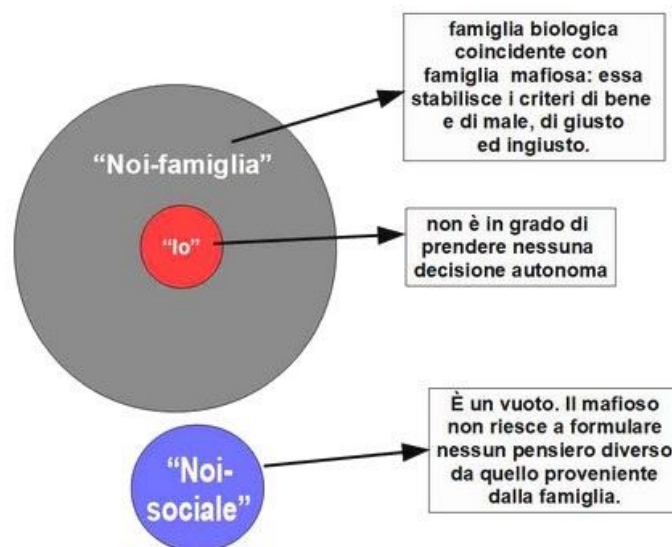 famiglia biologica
coincidente con
famiglia mafiosa: essa
stabilisce i criteri di bene
e di male, di giusto
ed ingiusto.
“Noi-famiglia”
“Io”
non è in grado di
prendere nessuna
decisione autonoma
È un vuoto. Il mafioso
non riesce a formulare
nessun pensiero diverso
da quello proveniente
dalla famiglia.
“Noi-
sociale”